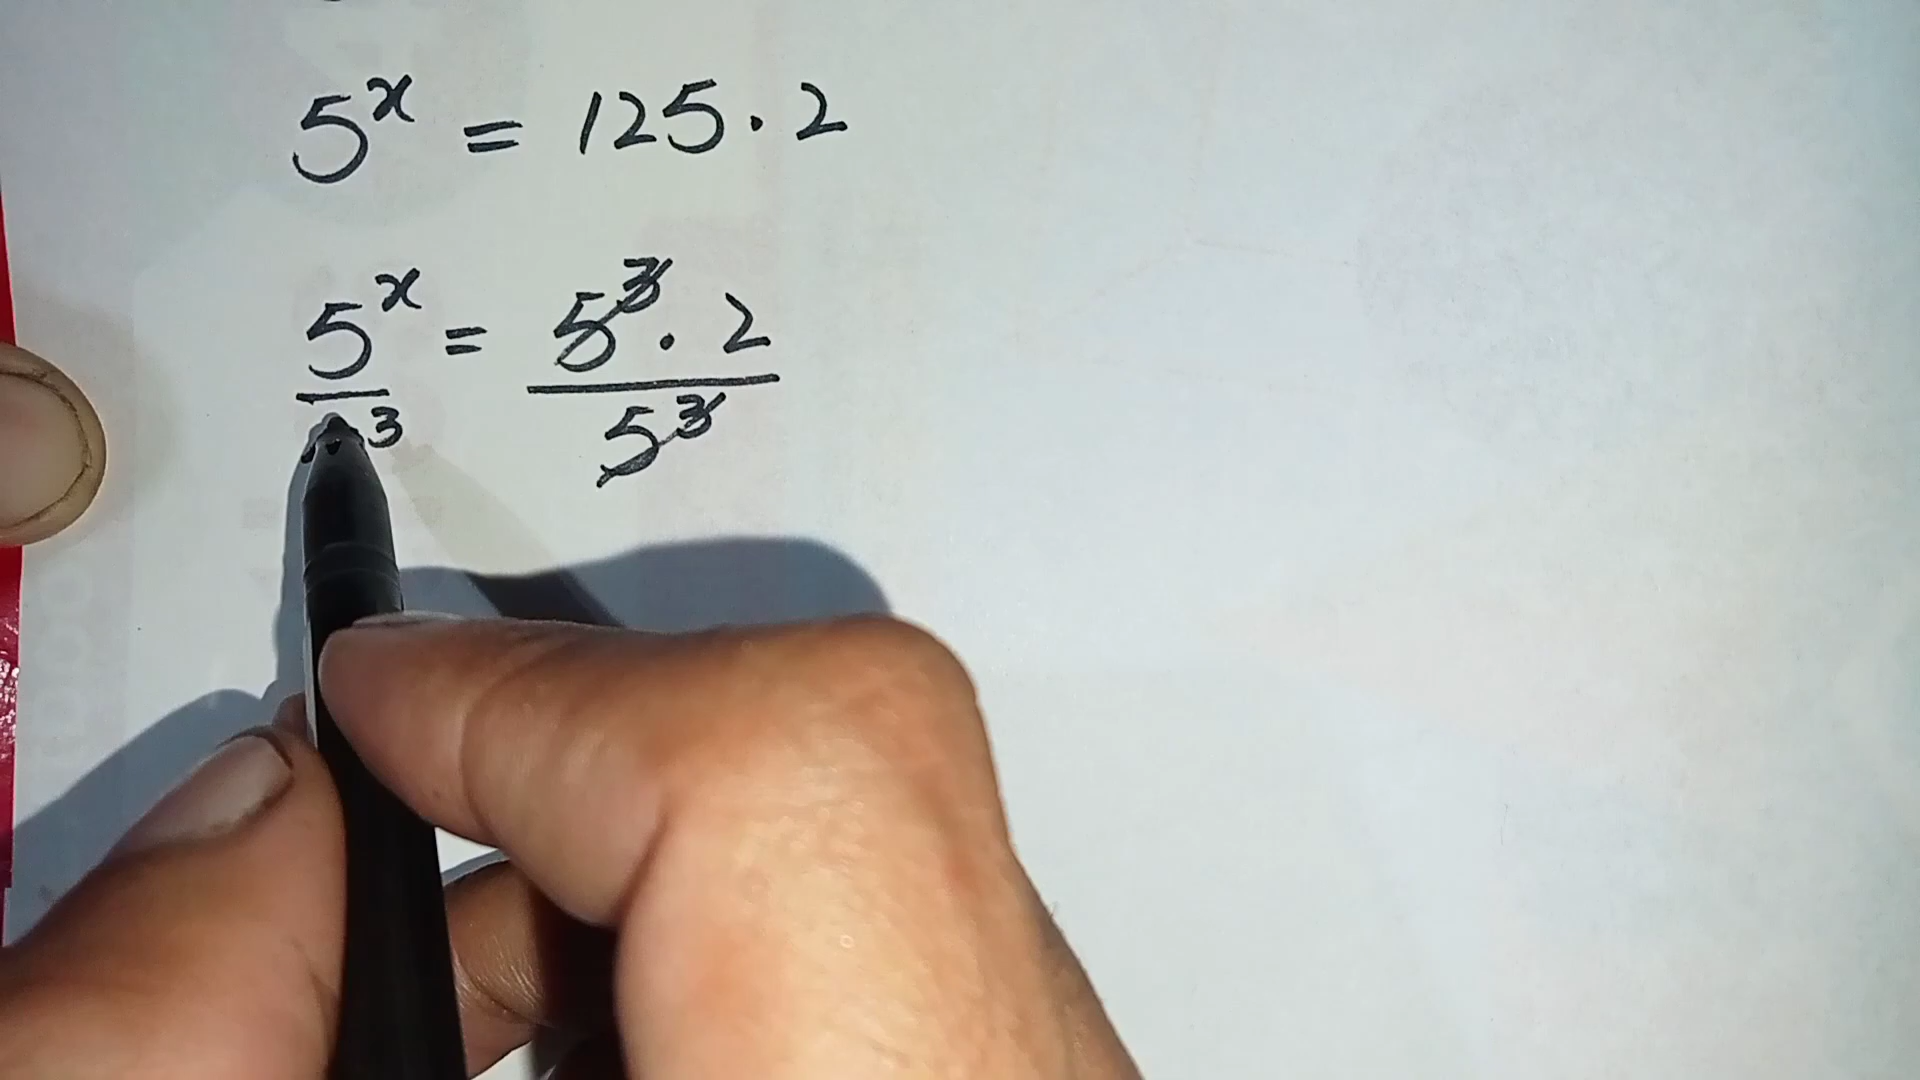 5^x = 125 · 2
5^x = 5^3 · 2
3 5^3